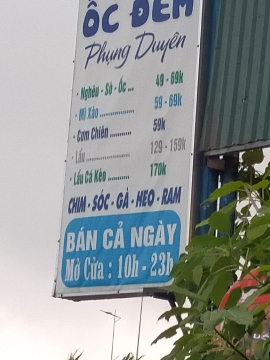 ỐC ĐÊM
Phụng Duyên
• Nghêu - Sò - Ốc ... 49 - 69k
• Mì Xào .............. 59 - 69k
• Cơm Chiên ........... 59k
• Lẩu ................. 129 - 159k
• Lẩu Cá Kèo .......... 170k
CHIM - SÓC - GÀ - HEO - RAM
BÁN CẢ NGÀY
Mở Cửa : 10h - 23h